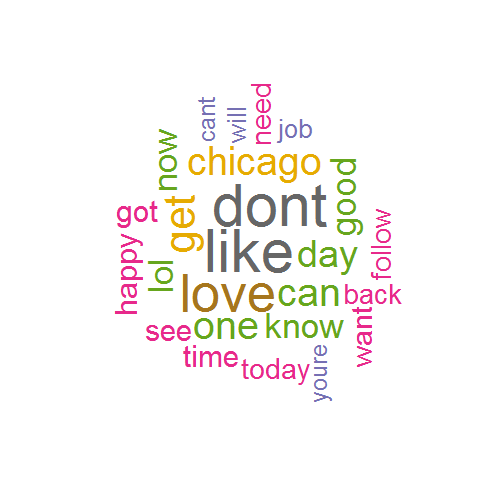 cant
will
need
job
now
chicago
good
got
get
dont
follow
happy
lol
like
day
love
can
back
see
one
know
want
time
today
youre